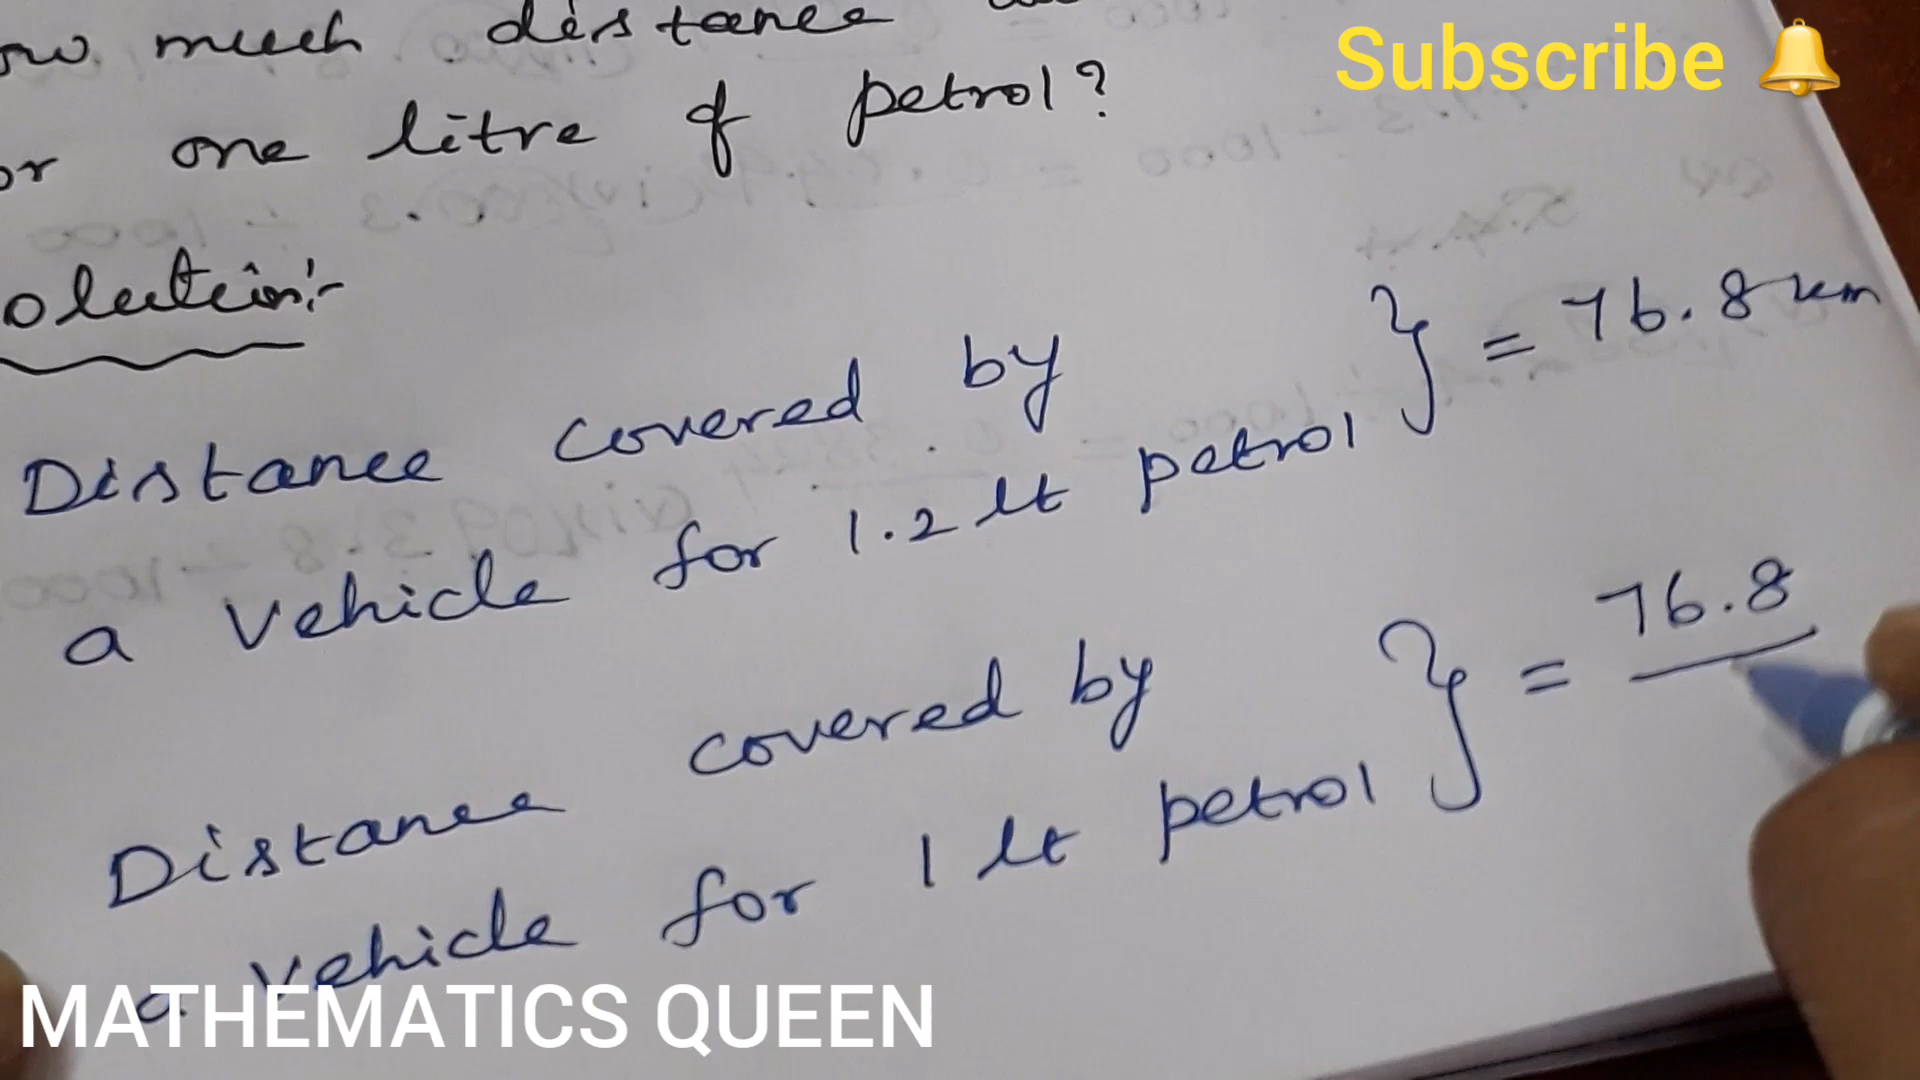 much distance
Subscribe 🔔
one litre of petrol?
olution:-
Distance covered by
a vehicle for 1.2 lt petrol } = 76.8 km
Distance covered by
a vehicle for 1 lt petrol } = 76.8
MATHEMATICS QUEEN